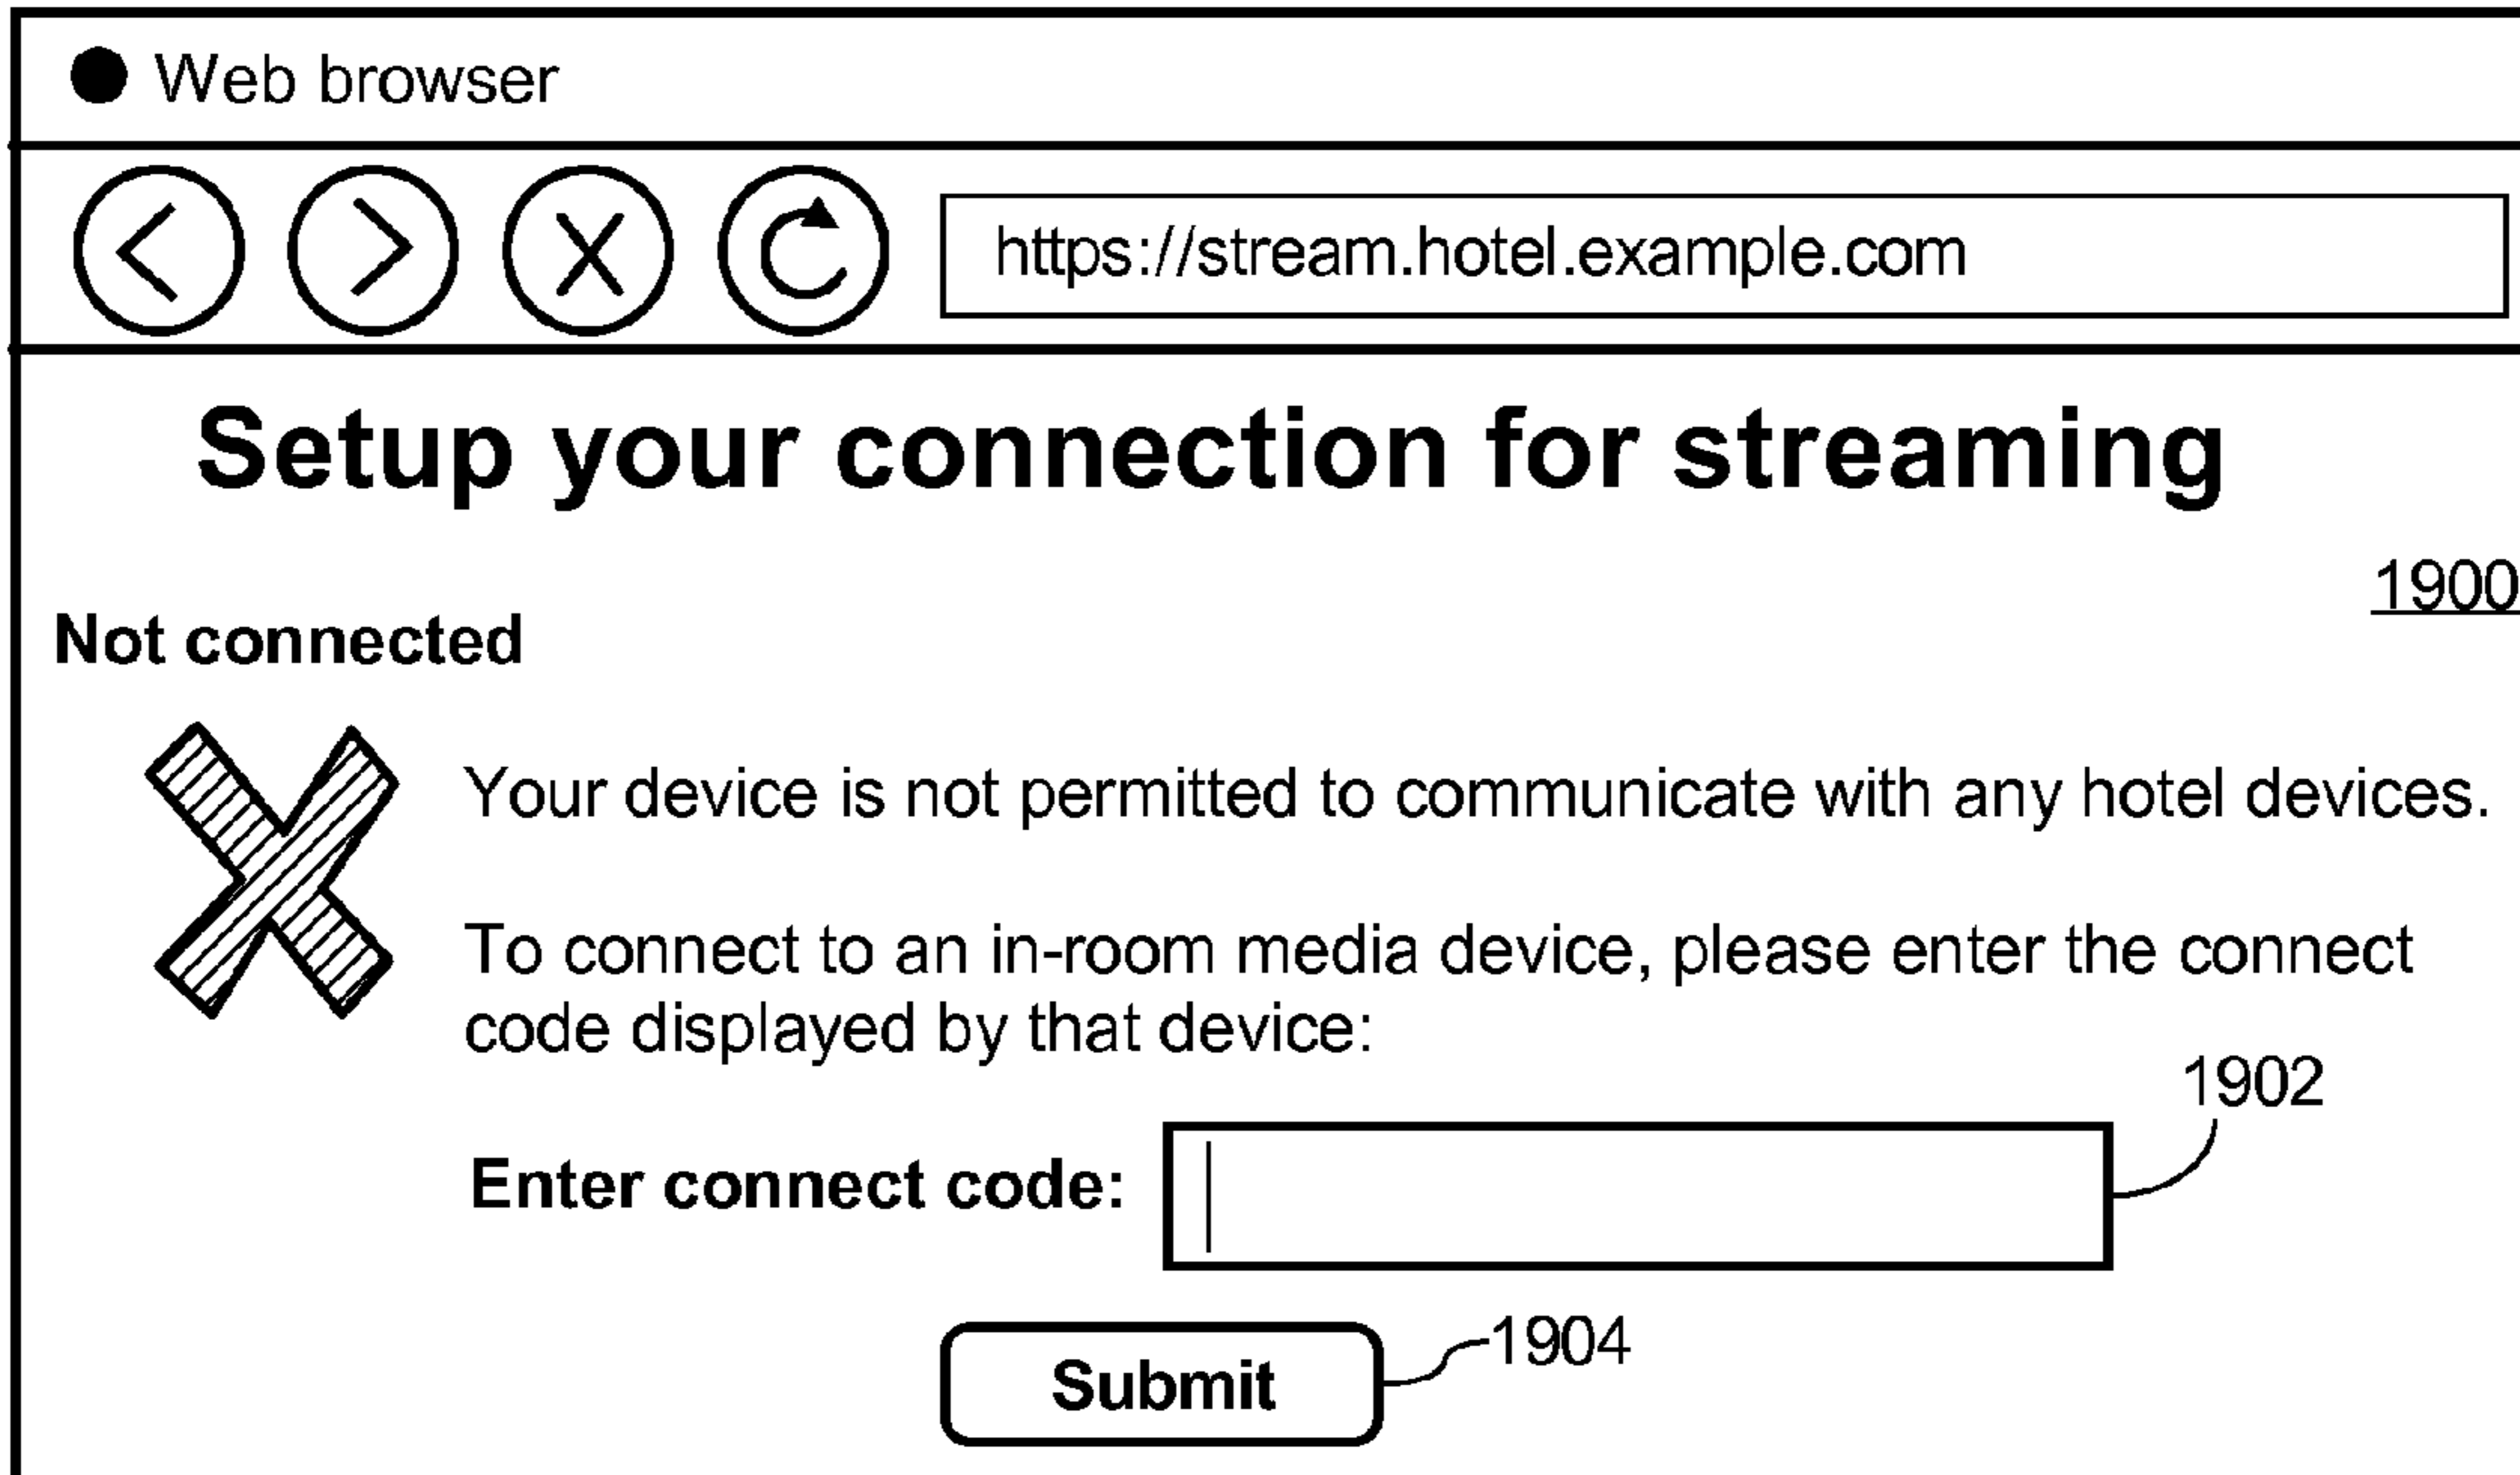 Web browser
https://stream.hotel.example.com
Setup your connection for streaming
1900
Not connected
Your device is not permitted to communicate with any hotel devices.
To connect to an in-room media device, please enter the connect
code displayed by that device:
1902
Enter connect code:
Submit
1904